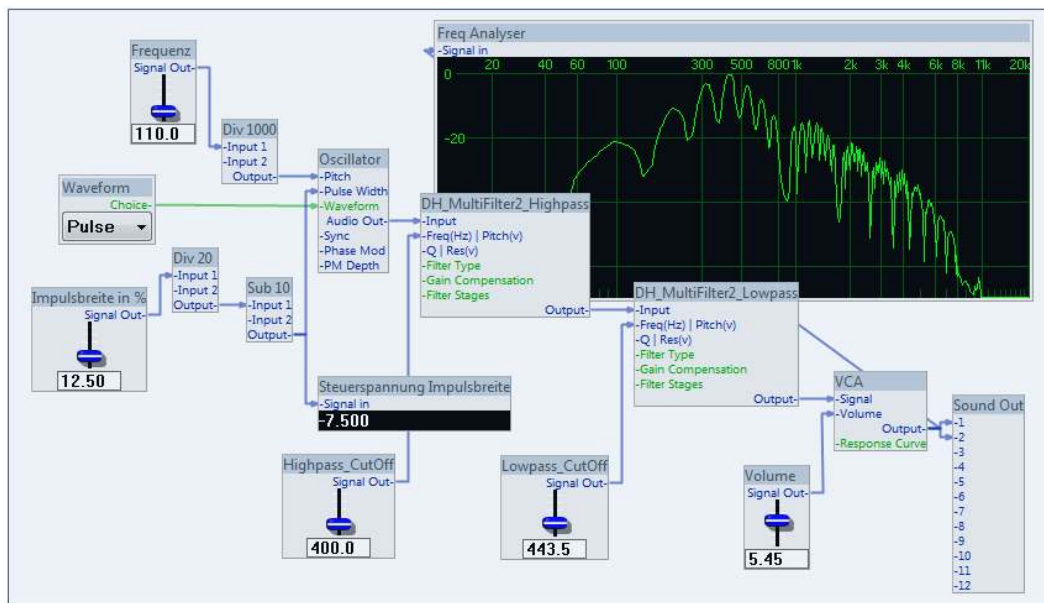 Frequenz
Signal Out-
110.0
Div 1000
-Input 1
-Input 2
Output-
Waveform
Choice-
Pulse
Div 20
-Input 1
-Input 2
Output-
Impulsbreite in %
Signal Out-
12.50
Sub 10
-Input 1
-Input 2
Output-
Oscillator
-Pitch
-Pulse Width
-Waveform
Audio Out-
-Sync
-Phase Mod
-PM Depth
Steuerspannung Impulsbreite
-Signal in
-7.500
Freq Analyser
-Signal in
20 40 60 100 300 500 800 1k 2k 3k 4k 6k 8k 11k 20k
0
-20
DH_MultiFilter2_Highpass
-Input
-Freq(Hz) | Pitch(v)
-Q | Res(v)
-Filter Type
-Gain Compensation
-Filter Stages
Output-
DH_MultiFilter2_Lowpass
-Input
-Freq(Hz) | Pitch(v)
-Q | Res(v)
-Filter Type
-Gain Compensation
-Filter Stages
Output-
Highpass_CutOff
Signal Out-
400.0
Lowpass_CutOff
Signal Out-
443.5
Volume
Signal Out-
5.45
VCA
-Signal
-Volume
Output-
-Response Curve
Sound Out
-1
-2
-3
-4
-5
-6
-7
-8
-9
-10
-11
-12